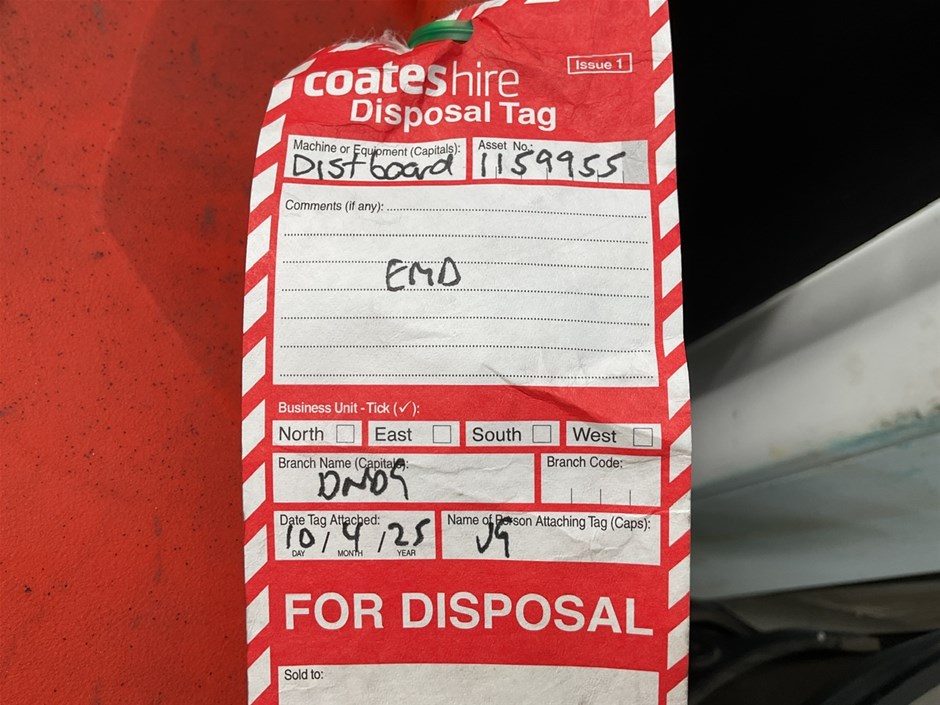 coateshire
Issue 1
Disposal Tag
Machine or Equipment (Capitals):
Distboard
Asset No.:
1159955
Comments (if any):
EMD
Business Unit - Tick (✓):
North East South West
Branch Name (Capitals):
DNDG
Branch Code:
Date Tag Attached:
10/4/25
DAY MONTH YEAR
Name of Person Attaching Tag (Caps):
JG
FOR DISPOSAL
Sold to: